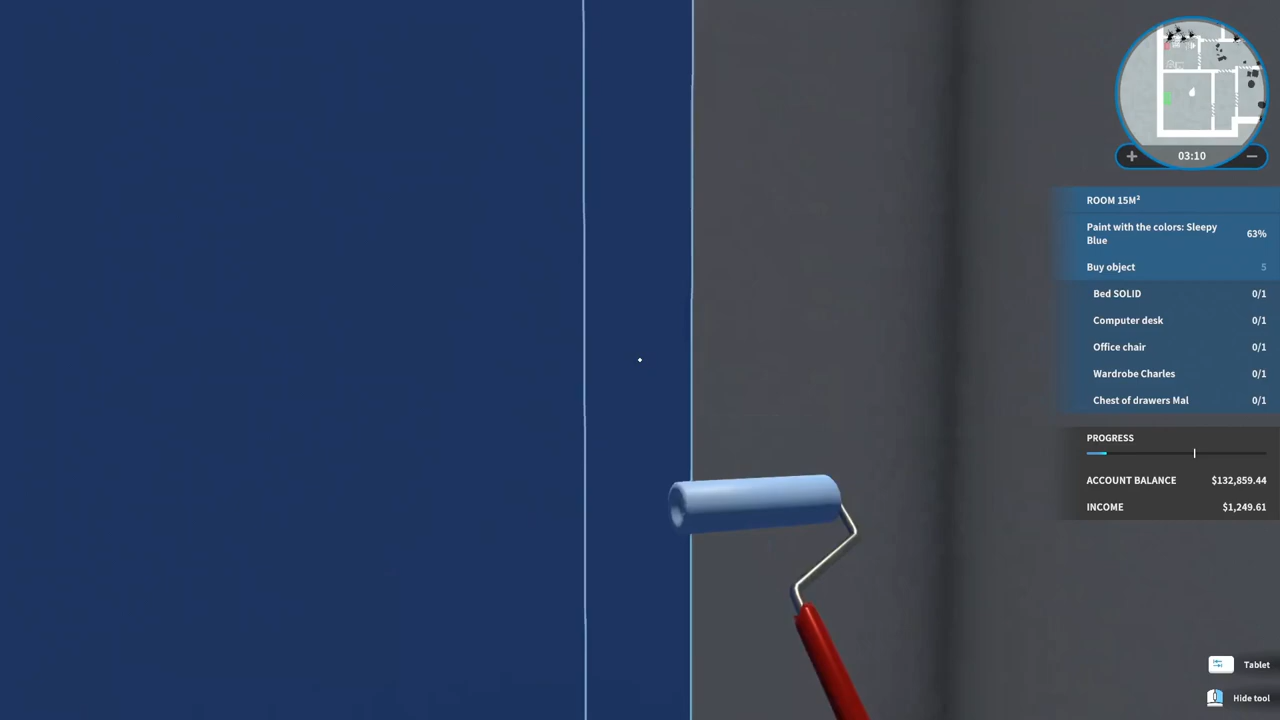 03:10
ROOM 15M²
Paint with the colors: Sleepy
Blue 63%
Buy object 5
Bed SOLID 0/1
Computer desk 0/1
Office chair 0/1
Wardrobe Charles 0/1
Chest of drawers Mal 0/1
PROGRESS
ACCOUNT BALANCE $132,859.44
INCOME $1,249.61
Tablet
Hide tool